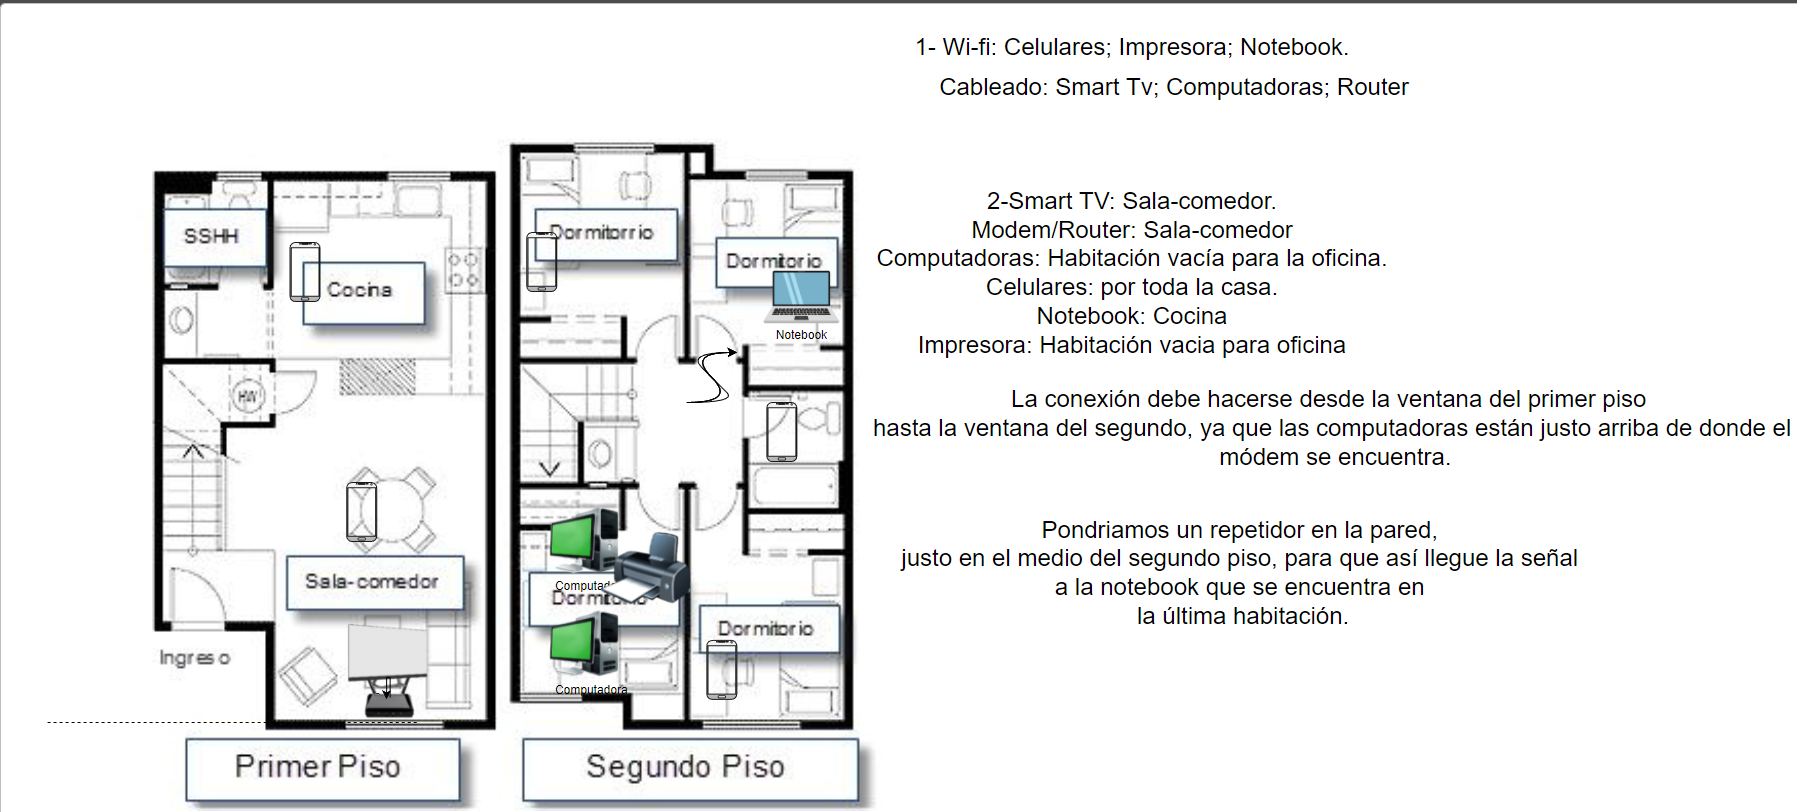 1- Wi-fi: Celulares; Impresora; Notebook.
Cableado: Smart Tv; Computadoras; Router
2-Smart TV: Sala-comedor.
Modem/Router: Sala-comedor
Computadoras: Habitación vacía para la oficina.
Celulares: por toda la casa.
Notebook: Cocina
Impresora: Habitación vacia para oficina
La conexión debe hacerse desde la ventana del primer piso
hasta la ventana del segundo, ya que las computadoras están justo arriba de donde el
módem se encuentra.
Pondriamos un repetidor en la pared,
justo en el medio del segundo piso, para que así llegue la señal
a la notebook que se encuentra en
la última habitación.
SSHH
Cocina
HW
Sala-comedor
Ingreso
Primer Piso
Dormitorrio
Dormitorio
Notebook
Computadora
Dormitorio
Computadora
Dormitorio
Segundo Piso